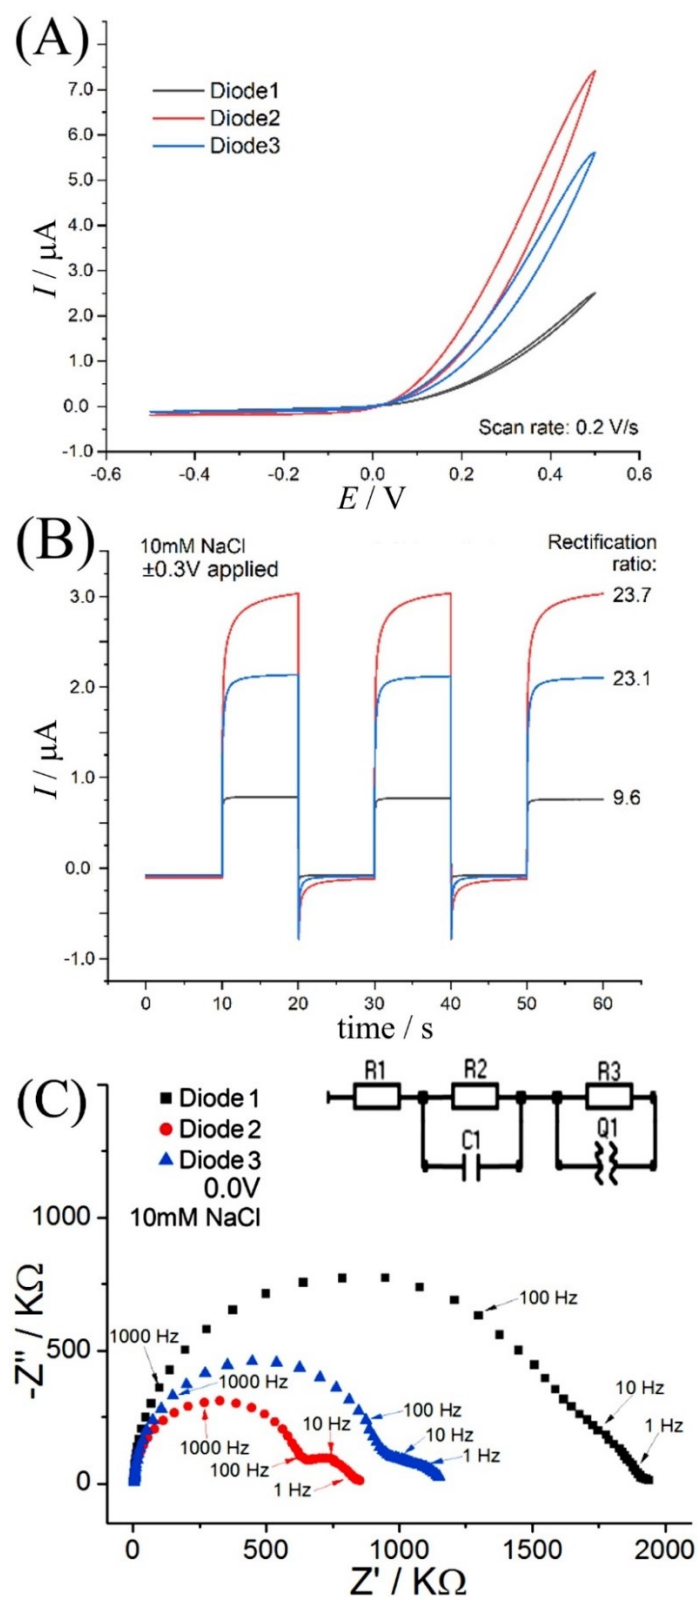 (A)
7.0
6.0
5.0
4.0
3.0
2.0
1.0
0.0
-1.0
I / µA
Diode1
Diode2
Diode3
Scan rate: 0.2 V/s
-0.6
-0.4
-0.2
0.0
0.2
0.4
0.6
E / V
(B)
10mM NaCl
±0.3V applied
Rectification
ratio:
23.7
23.1
9.6
3.0
2.0
1.0
0.0
-1.0
I / µA
0
10
20
30
40
50
60
time / s
(C)
Diode1
Diode2
Diode3
0.0V
10mM NaCl
R1
R2
R3
C1
Q1
1000
500
0
-Z" / KΩ
1000 Hz
100 Hz
10 Hz
1 Hz
1000 Hz
100 Hz
10 Hz
1 Hz
1000 Hz
100 Hz
10 Hz
1 Hz
0
500
1000
1500
2000
Z' / KΩ